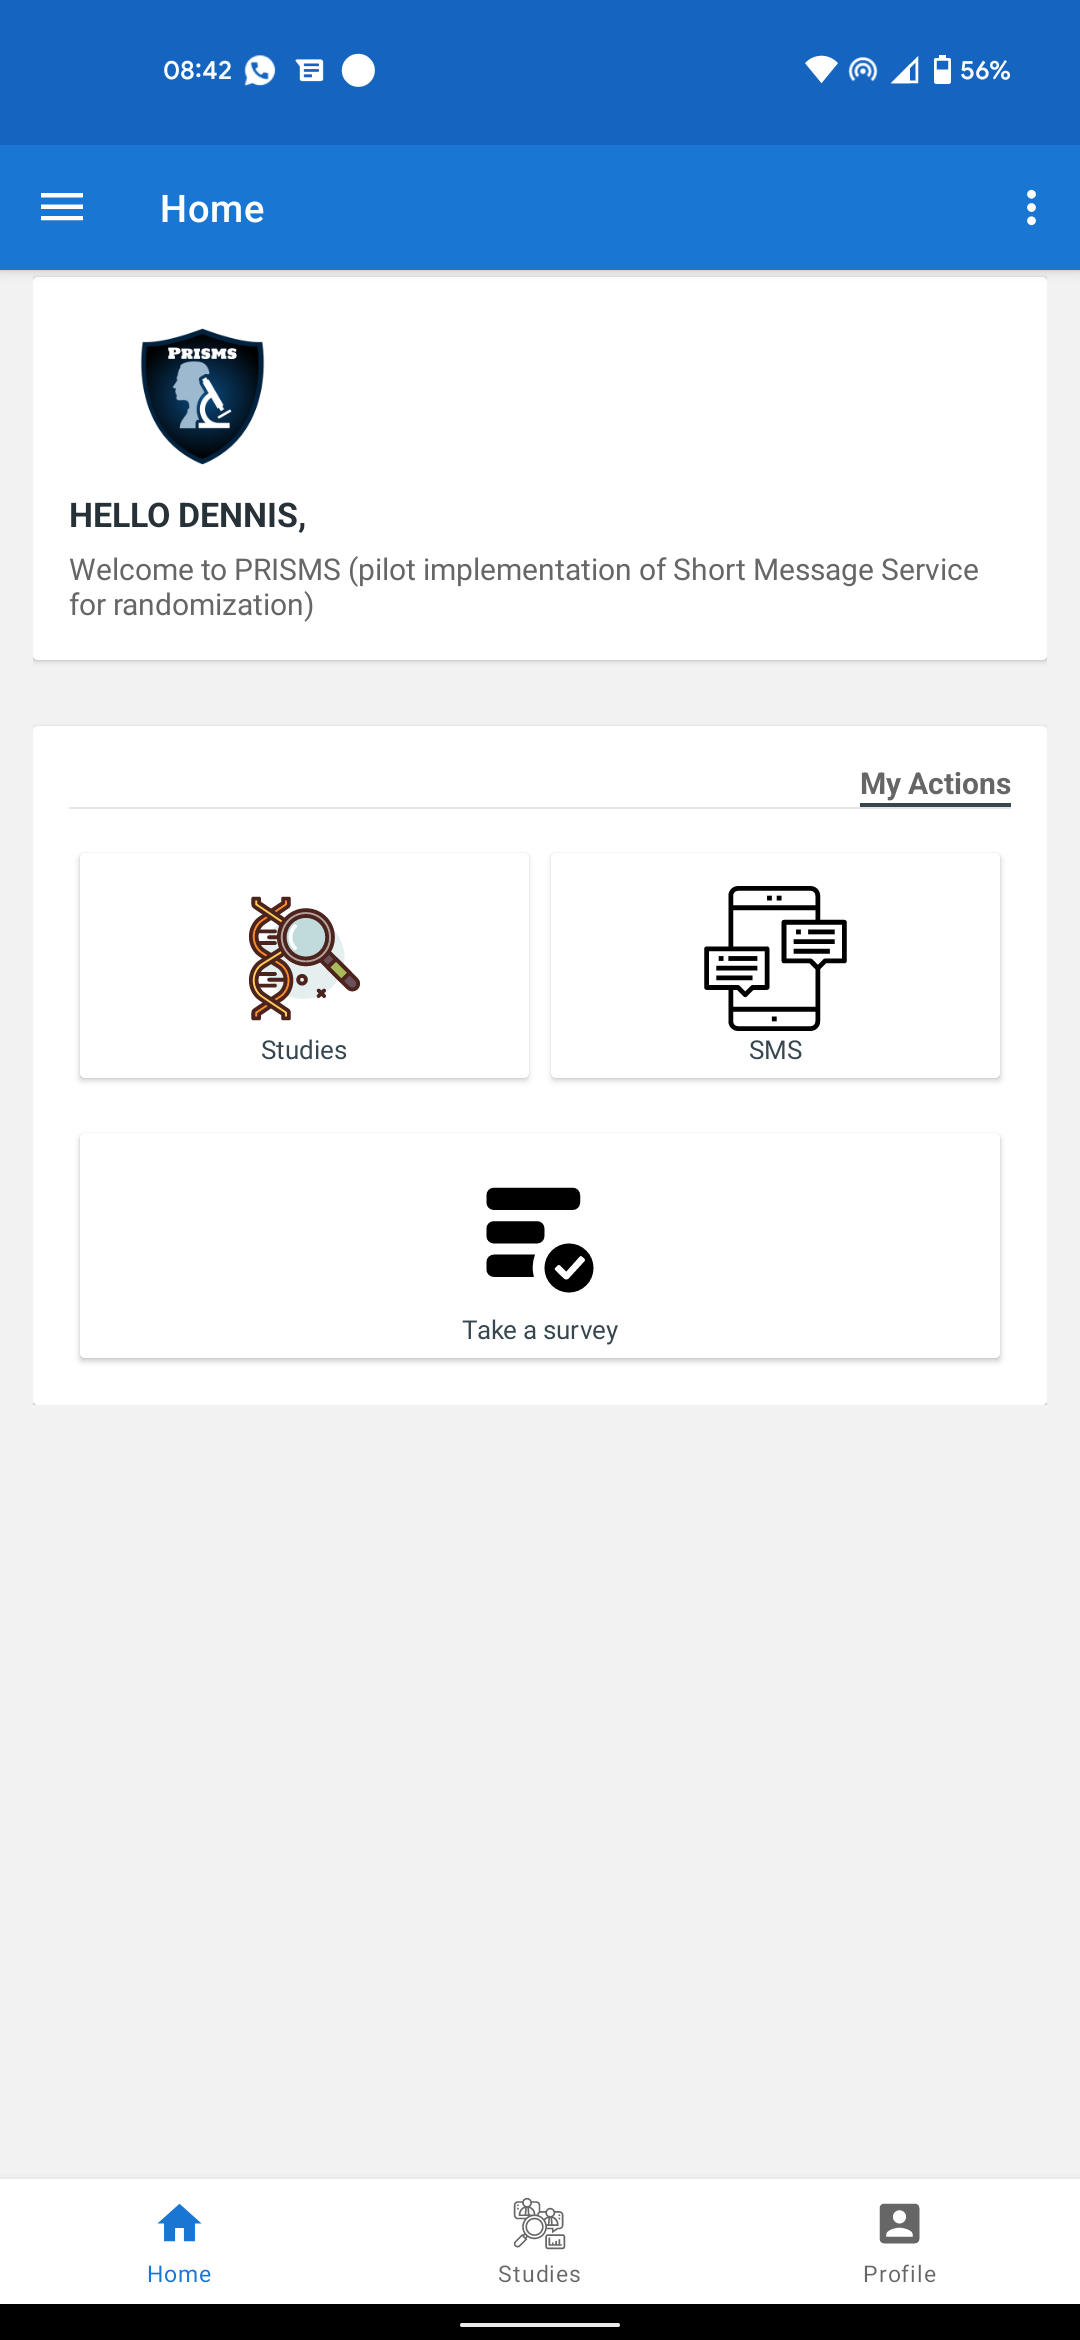 08:42
56%
Home
PRISMS
HELLO DENNIS,
Welcome to PRISMS (pilot implementation of Short Message Service
for randomization)
My Actions
Studies
SMS
Take a survey
Home
Studies
Profile